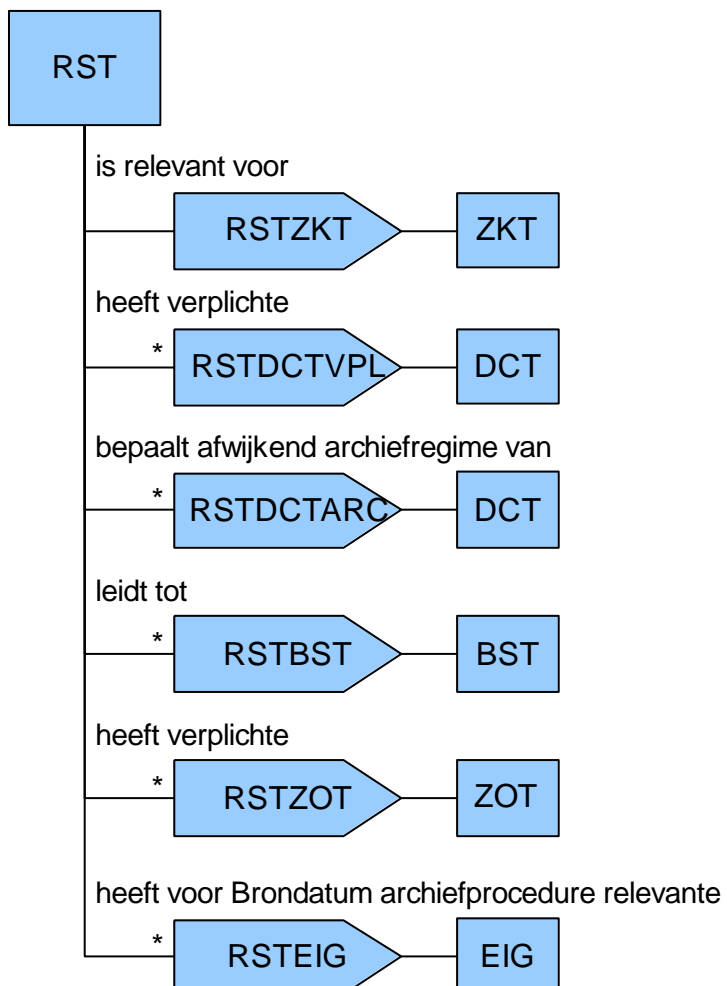 RST
is relevant voor
RSTZKT ZKT
heeft verplichte
* RSTDCTVPL DCT
bepaalt afwijkend archiefregime van
* RSTDCTARC DCT
leidt tot
* RSTBST BST
heeft verplichte
* RSTZOT ZOT
heeft voor Brondatum archiefprocedure relevante
* RSTEIG EIG